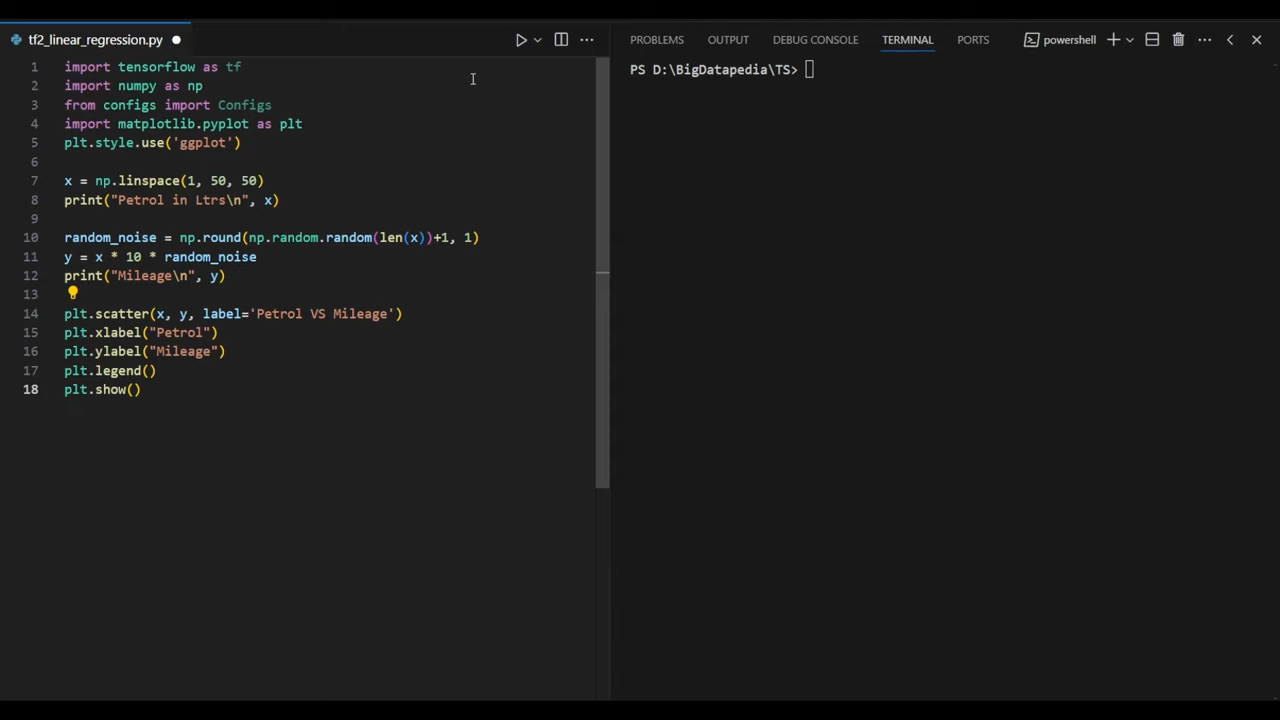 tf2_linear_regression.py
PROBLEMS OUTPUT DEBUG CONSOLE TERMINAL PORTS powershell
1 import tensorflow as tf
2 import numpy as np
3 from configs import Configs
4 import matplotlib.pyplot as plt
5 plt.style.use('ggplot')
6
7 x = np.linspace(1, 50, 50)
8 print("Petrol in Ltrs\n", x)
9
10 random_noise = np.round(np.random.random(len(x))+1, 1)
11 y = x * 10 * random_noise
12 print("Mileage\n", y)
13
14 plt.scatter(x, y, label='Petrol VS Mileage')
15 plt.xlabel("Petrol")
16 plt.ylabel("Mileage")
17 plt.legend()
18 plt.show()
PS D:\BigDatapedia\TS>